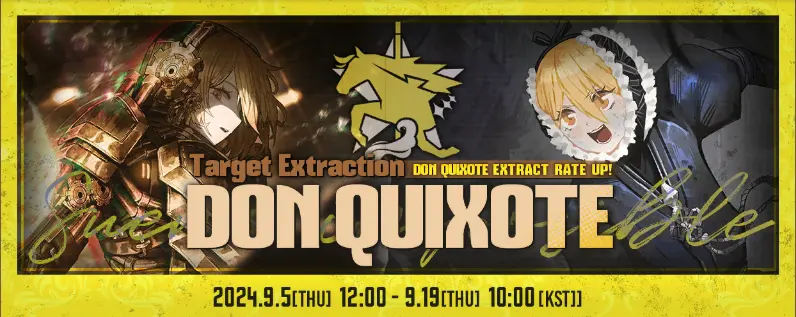 Target Extraction DON QUIXOTE EXTRACT RATE UP!
DON QUIXOTE
2024.9.5[THU] 12:00 - 9.19[THU] 10:00 [KST]]